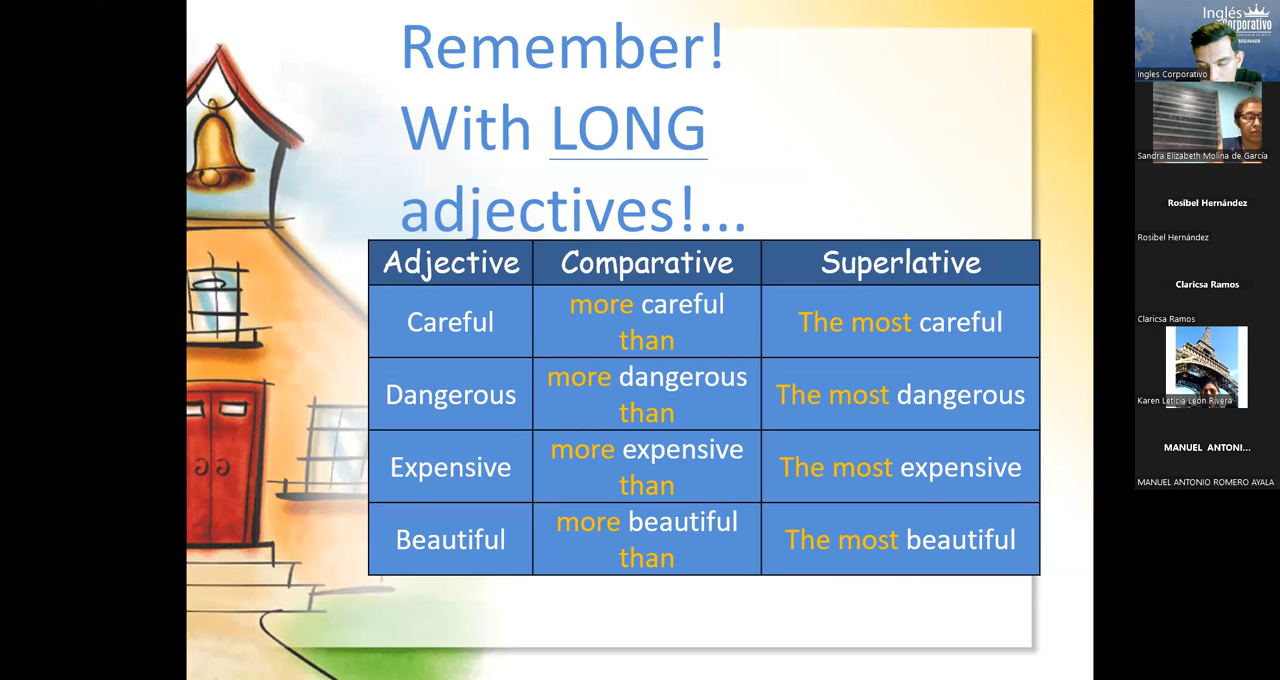 Remember!
With LONG
adjectives!...
Adjective Comparative Superlative
Careful more careful than The most careful
Dangerous more dangerous than The most dangerous
Expensive more expensive than The most expensive
Beautiful more beautiful than The most beautiful
Inglés
Corporativo
BEGINNER
Ingles Corporativo
Sandra Elizabeth Molina de García
Rosibel Hernández
Rosibel Hernández
Claricsa Ramos
Claricsa Ramos
Karen Leticia León Rivera
MANUEL ANTONI...
MANUEL ANTONIO ROMERO AYALA